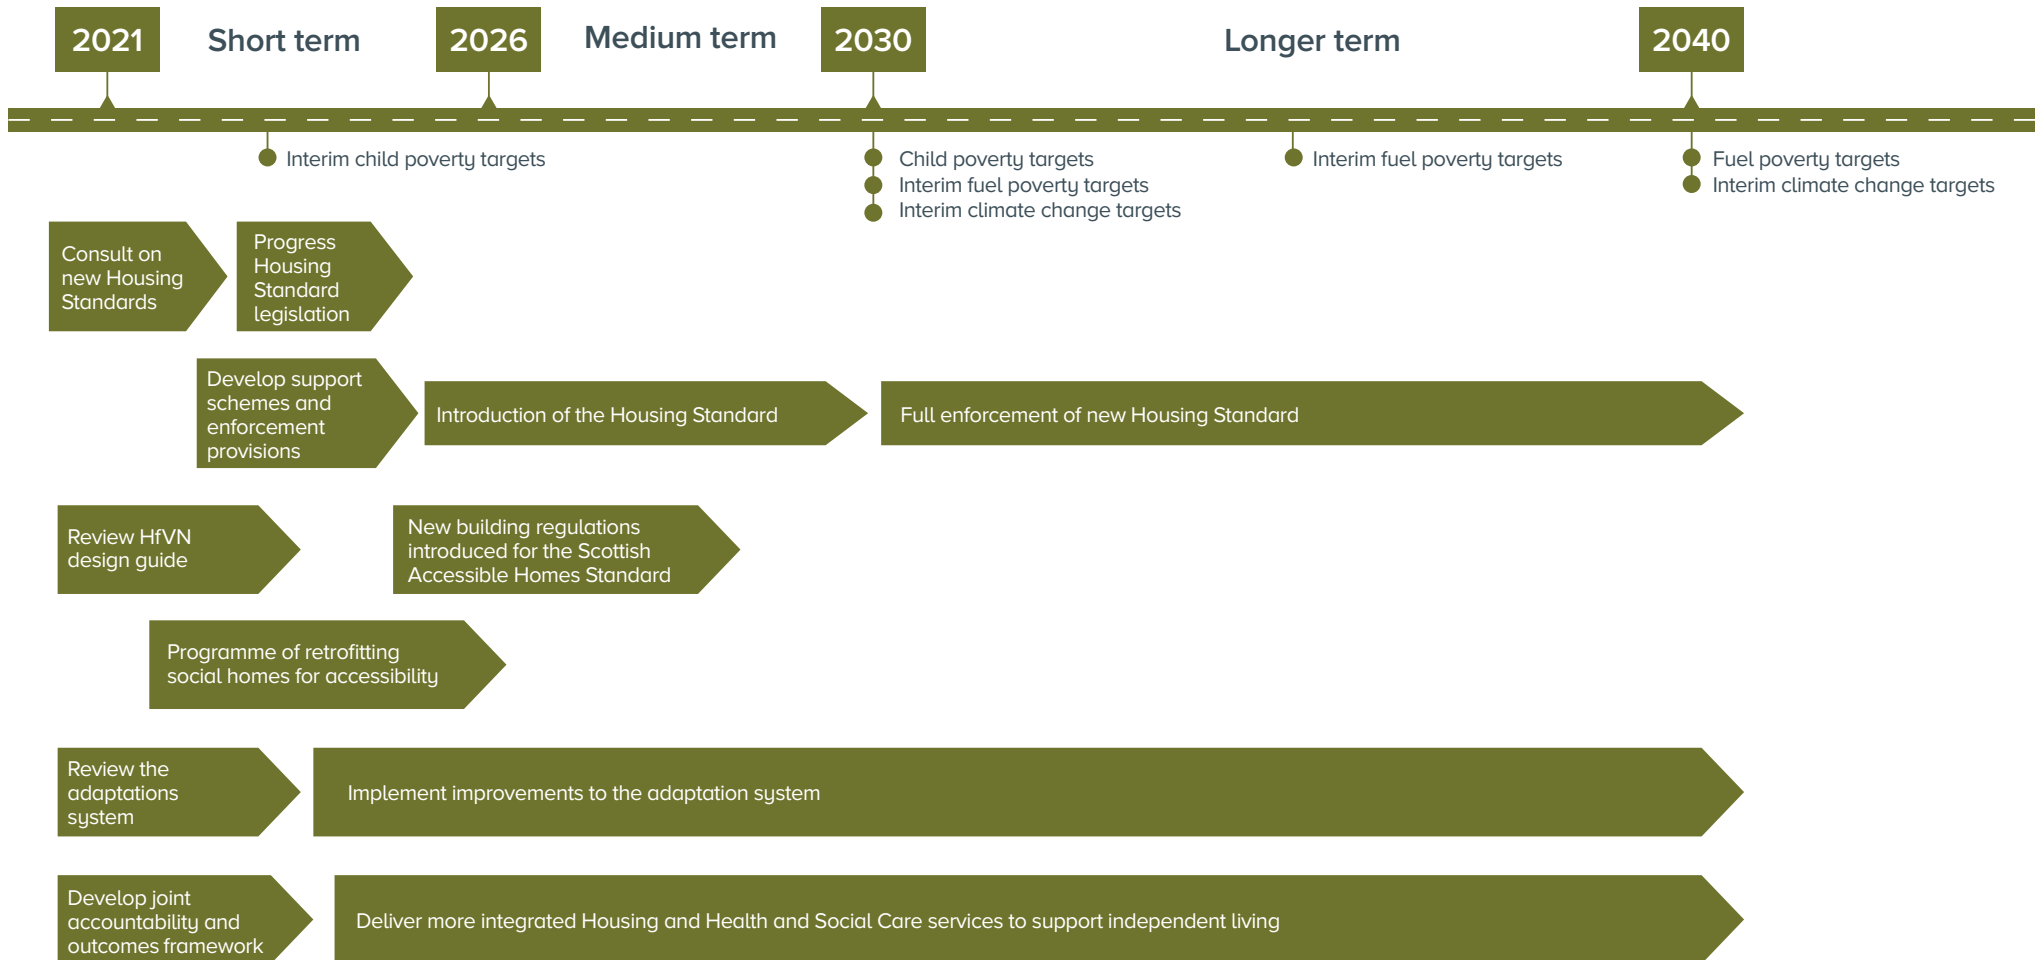 2021
Short term
2026
Medium term
2030
Longer term
2040
Interim child poverty targets
Child poverty targets
Interim fuel poverty targets
Interim climate change targets
Interim fuel poverty targets
Fuel poverty targets
Interim climate change targets
Consult on
new Housing
Standards
Progress
Housing
Standard
legislation
Develop support
schemes and
enforcement
provisions
Introduction of the Housing Standard
Full enforcement of new Housing Standard
Review HfVN
design guide
New building regulations
introduced for the Scottish
Accessible Homes Standard
Programme of retrofitting
social homes for accessibility
Review the
adaptations
system
Implement improvements to the adaptation system
Develop joint
accountability and
outcomes framework
Deliver more integrated Housing and Health and Social Care services to support independent living